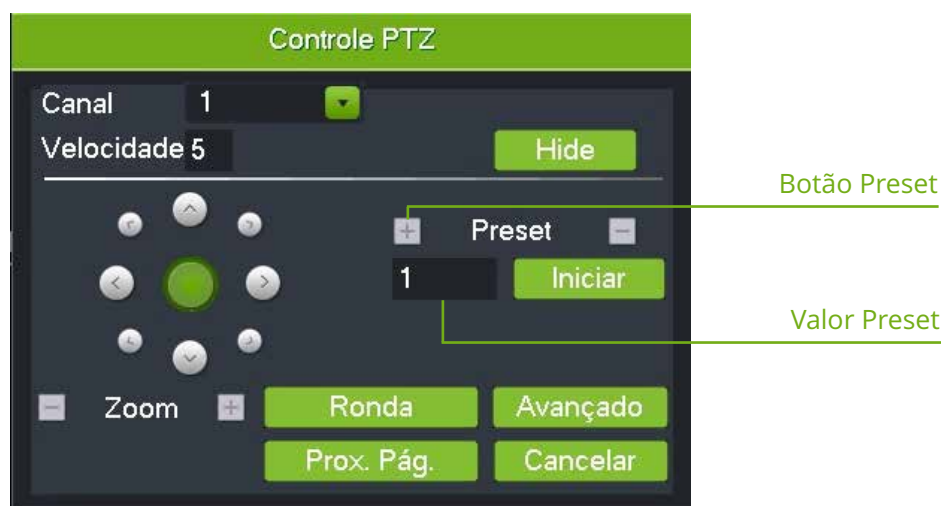 Controle PTZ
Canal 1
Velocidade 5
Hide
Botão Preset
+ Preset -
1 Iniciar
Valor Preset
- Zoom +
Ronda Avançado
Prox. Pág. Cancelar